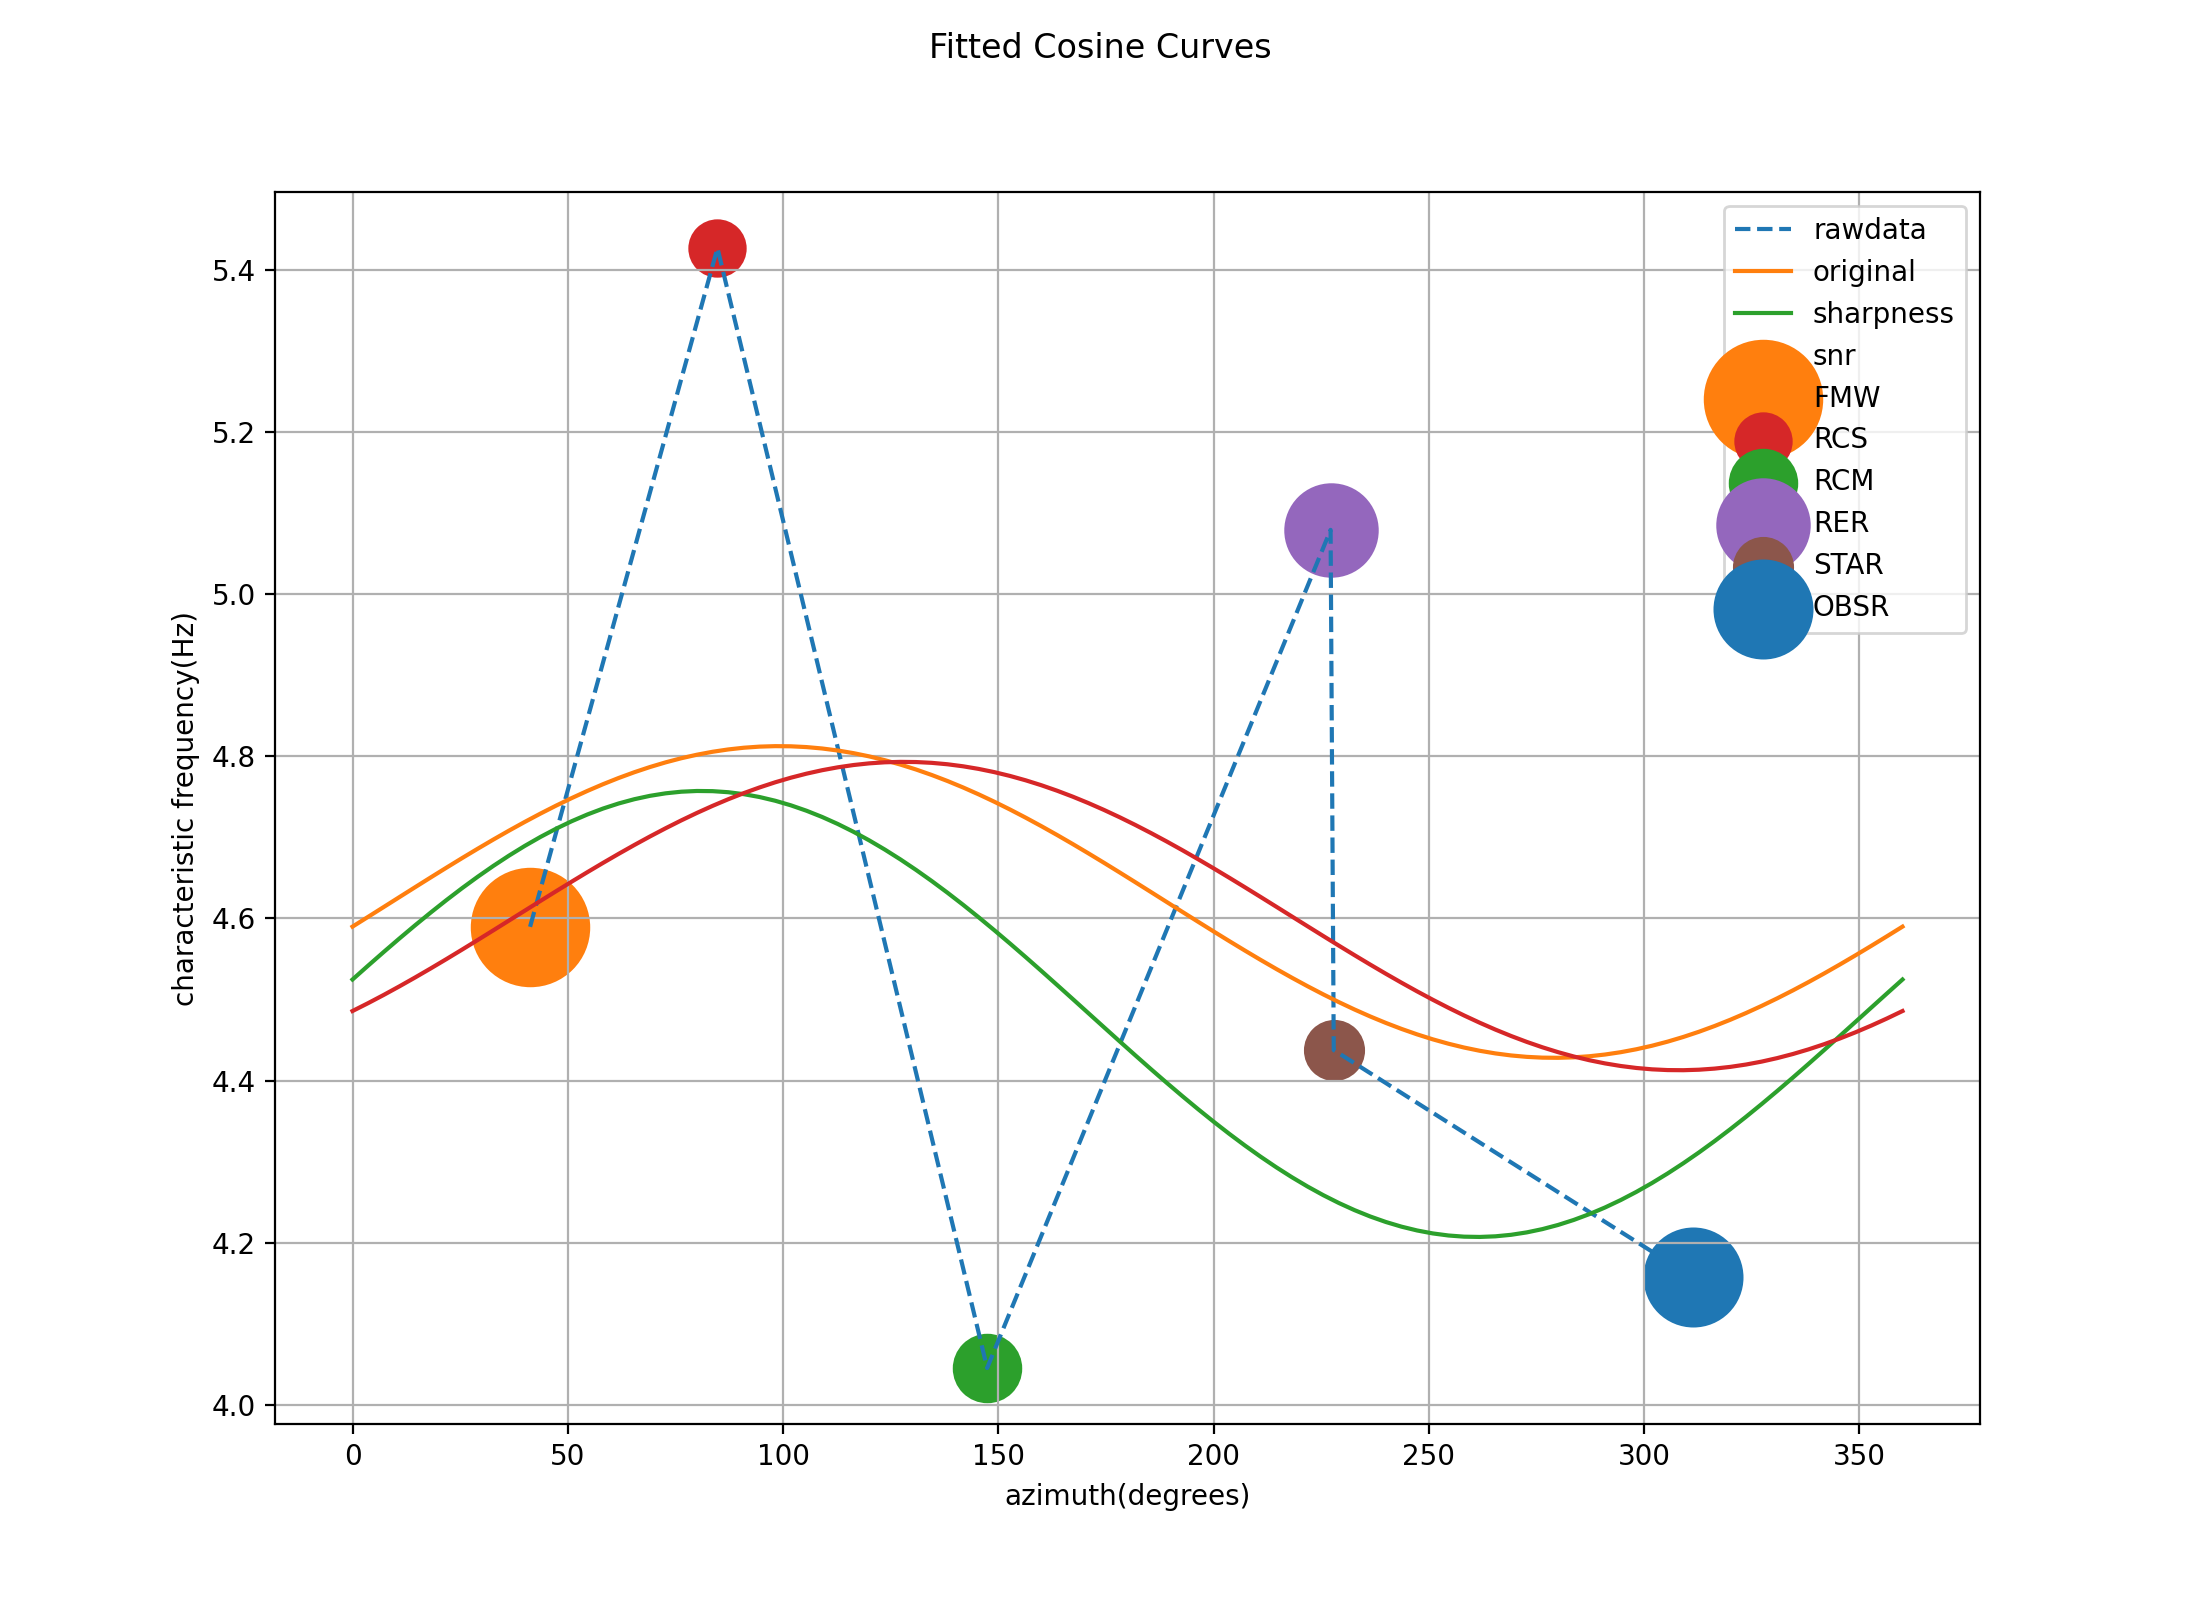 Fitted Cosine Curves
characteristic frequency(Hz)
5.4
5.2
5.0
4.8
4.6
4.4
4.2
4.0
rawdata
original
sharpness
snr
FMW
RCS
RCM
RER
STAR
OBSR
0 50 100 150 200 250 300 350
azimuth(degrees)